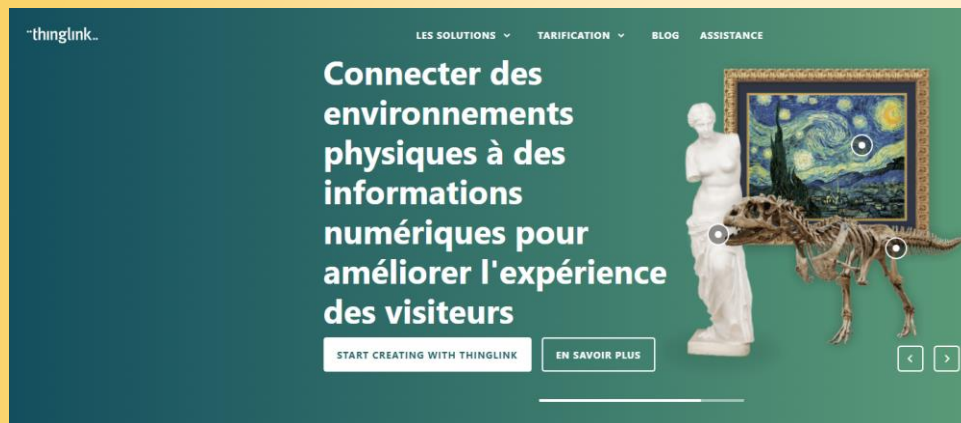 ¨thinglink..
LES SOLUTIONS
TARIFICATION
BLOG
ASSISTANCE
Connecter des
environnements
physiques à des
informations
numériques pour
améliorer l'expérience
des visiteurs
START CREATING WITH THINGLINK
EN SAVOIR PLUS